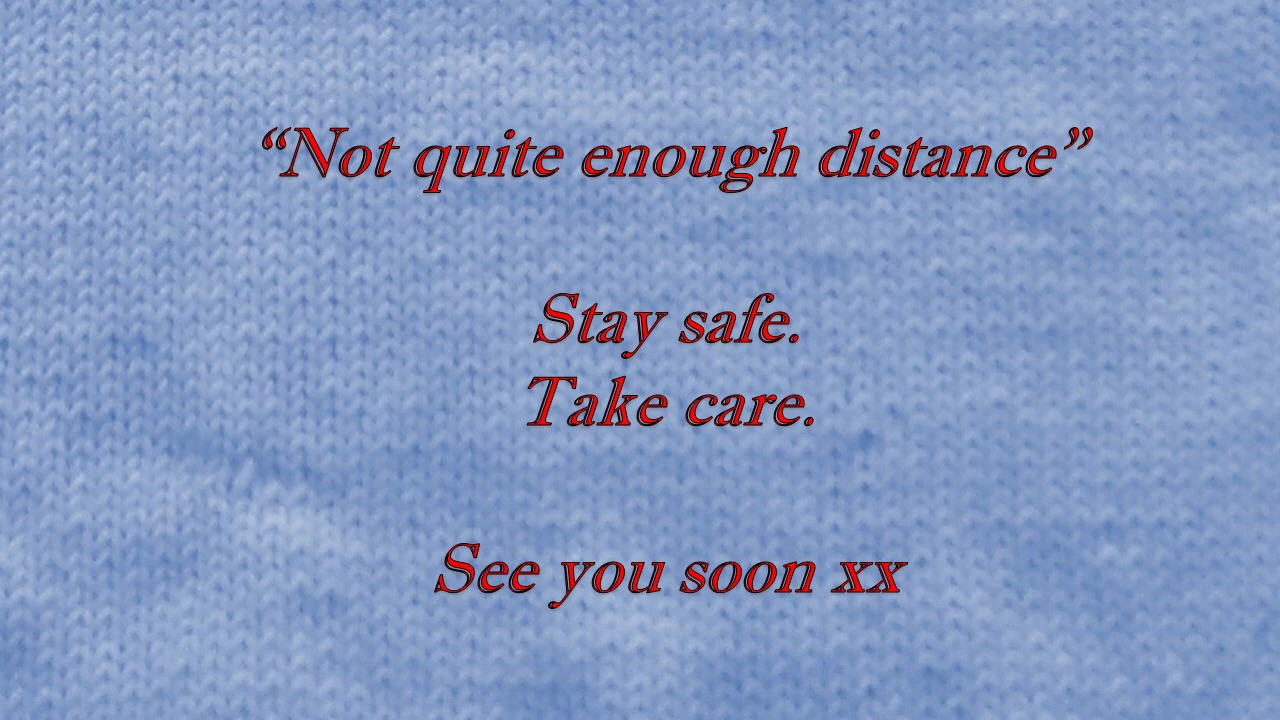 “Not quite enough distance”
Stay safe.
Take care.
See you soon xx